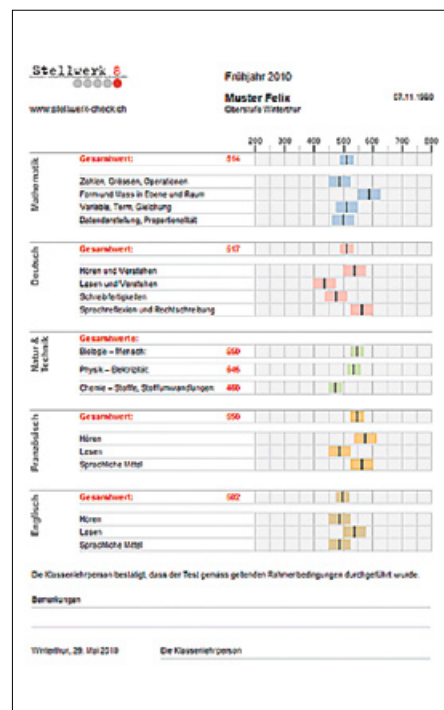 Stellwerk 8
Frühjahr 2010
www.stellwerk-check.ch
Muster Felix
Oberstufe Winterthur
200 300 400 500 600 700 800
Mathematik
Gesamtwert: 514
Zahlen, Grössen, Operationen
Form und Mass in Ebene und Raum
Variable, Term, Gleichung
Datendarstellung, Proportionalität
Deutsch
Gesamtwert: 517
Hören und Verstehen
Lesen und Verstehen
Schreibfertigkeiten
Sprachreflexion und Rechtschreibung
Natur & Technik
Gesamtwerte:
Biologie – Mensch: 550
Physik – Elektrizität:
Chemie – Stoffe, Stoffumwandlungen
Französisch
Gesamtwert: 550
Hören
Lesen
Sprachliche Mittel
Englisch
Gesamtwert: 502
Hören
Lesen
Sprachliche Mittel
Die Klassenlehrperson bestätigt, dass der Test gemäss geltenden Rahmenbedingungen durchgeführt wurde.
Bemerkungen
Winterthur, 29. Mai 2010 Die Klassenlehrperson